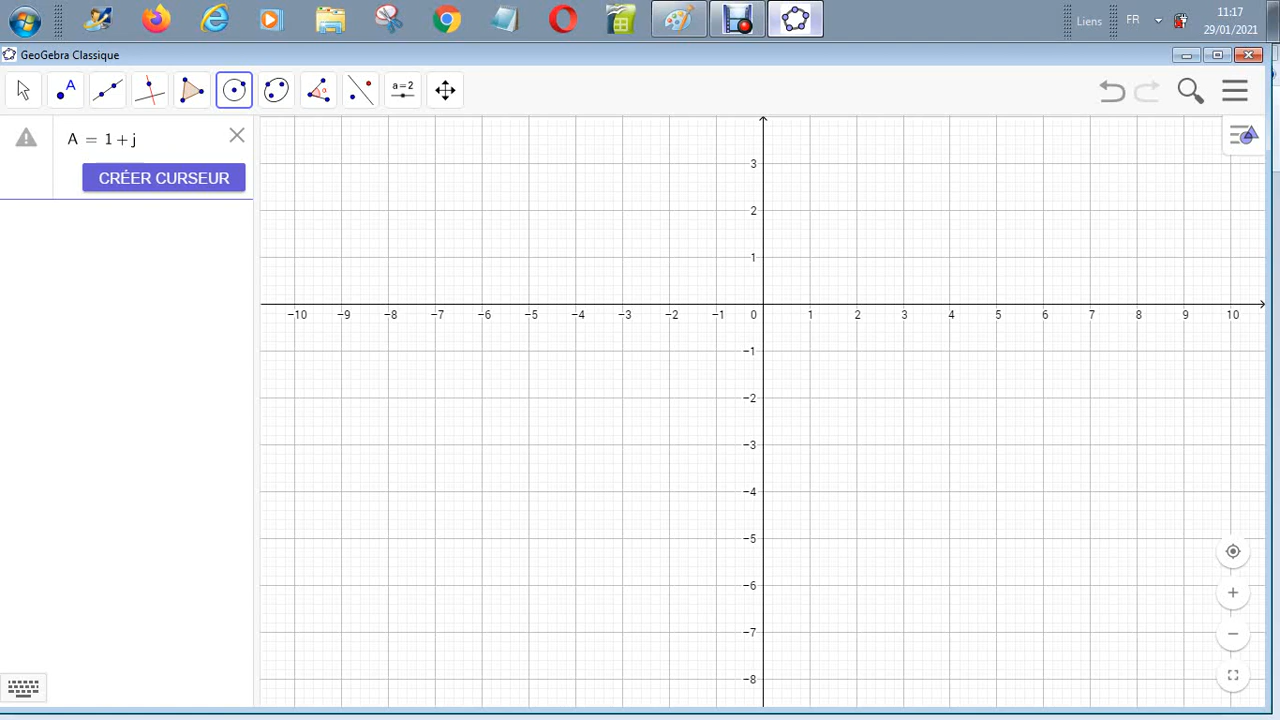 Liens
FR
11:17
29/01/2021
GeoGebra Classique
A
a=2
A = 1 + j
CRÉER CURSEUR
3
2
1
−10 −9 −8 −7 −6 −5 −4 −3 −2 −1 0 1 2 3 4 5 6 7 8 9 10
−1
−2
−3
−4
−5
−6
−7
−8